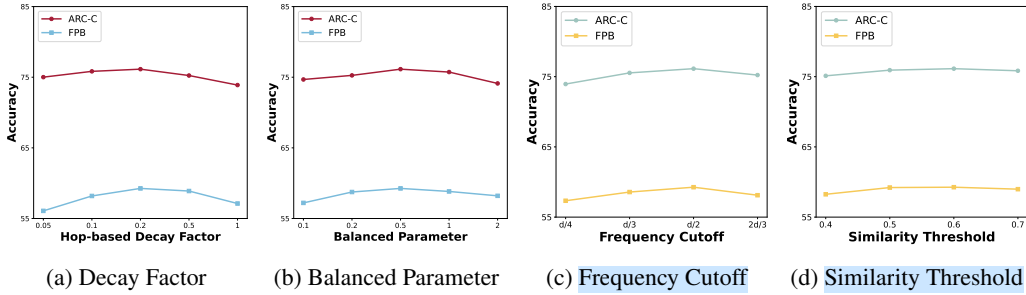 85
75
65
55
Accuracy
ARC-C
FPB
0.05 0.1 0.2 0.5 1
Hop-based Decay Factor
(a) Decay Factor
85
75
65
55
Accuracy
ARC-C
FPB
0.1 0.2 0.5 1 2
Balanced Parameter
(b) Balanced Parameter
85
75
65
55
Accuracy
ARC-C
FPB
d/4 d/3 d/2 2d/3
Frequency Cutoff
(c) Frequency Cutoff
85
75
65
55
Accuracy
ARC-C
FPB
0.4 0.5 0.6 0.7
Similarity Threshold
(d) Similarity Threshold